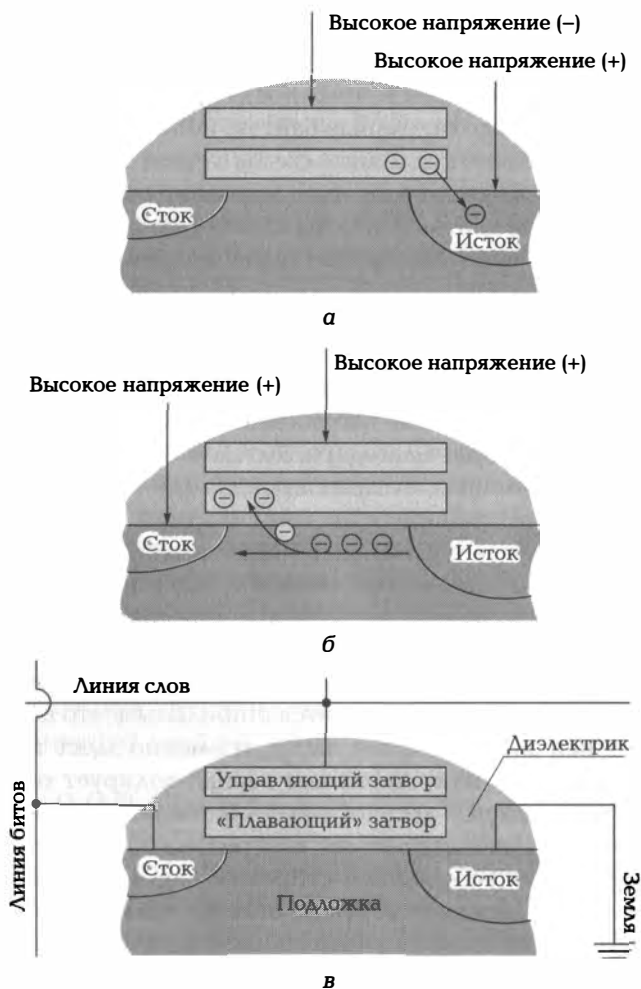 Высокое напряжение (–)
Высокое напряжение (+)
Сток
Исток
а
Высокое напряжение (+)
Высокое напряжение (+)
Сток
Исток
б
Линия слов
Диэлектрик
Управляющий затвор
«Плавающий» затвор
Линия битов
Сток
Исток
Подложка
Земля
в